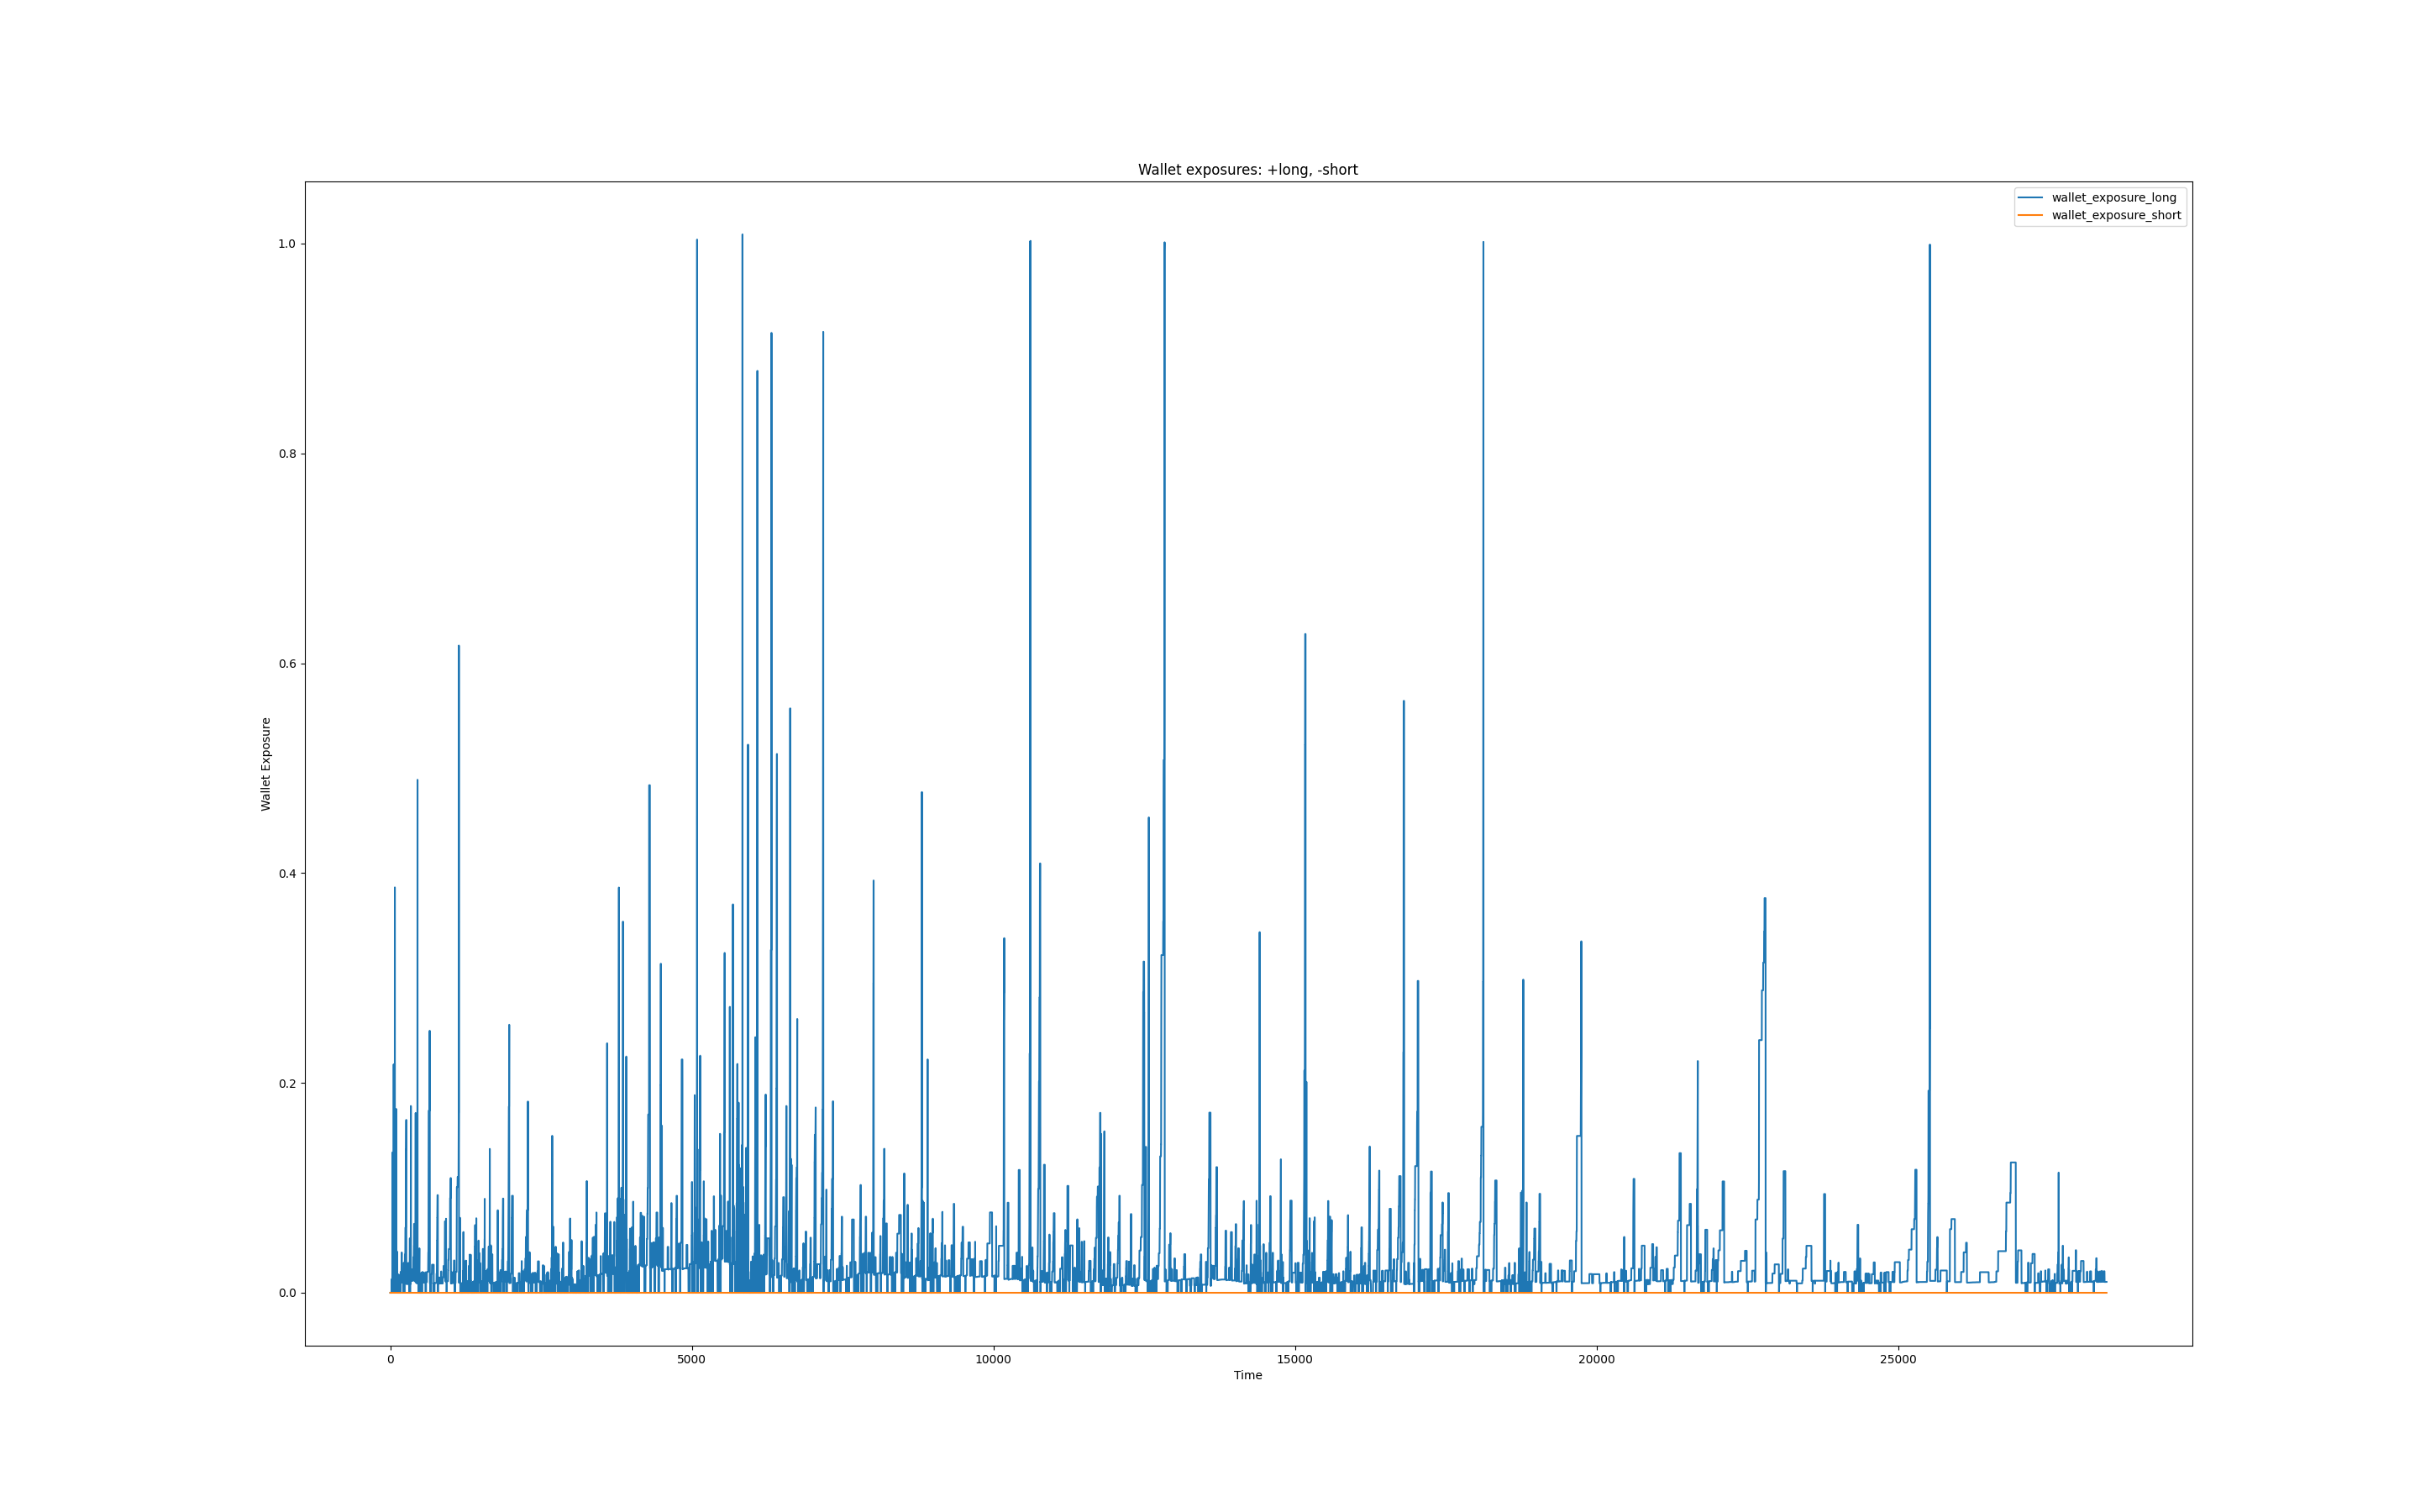 Wallet exposures: +long, -short
wallet_exposure_long
wallet_exposure_short
1.0
0.8
0.6
0.4
0.2
0.0
Wallet Exposure
0
5000
10000
15000
20000
25000
Time